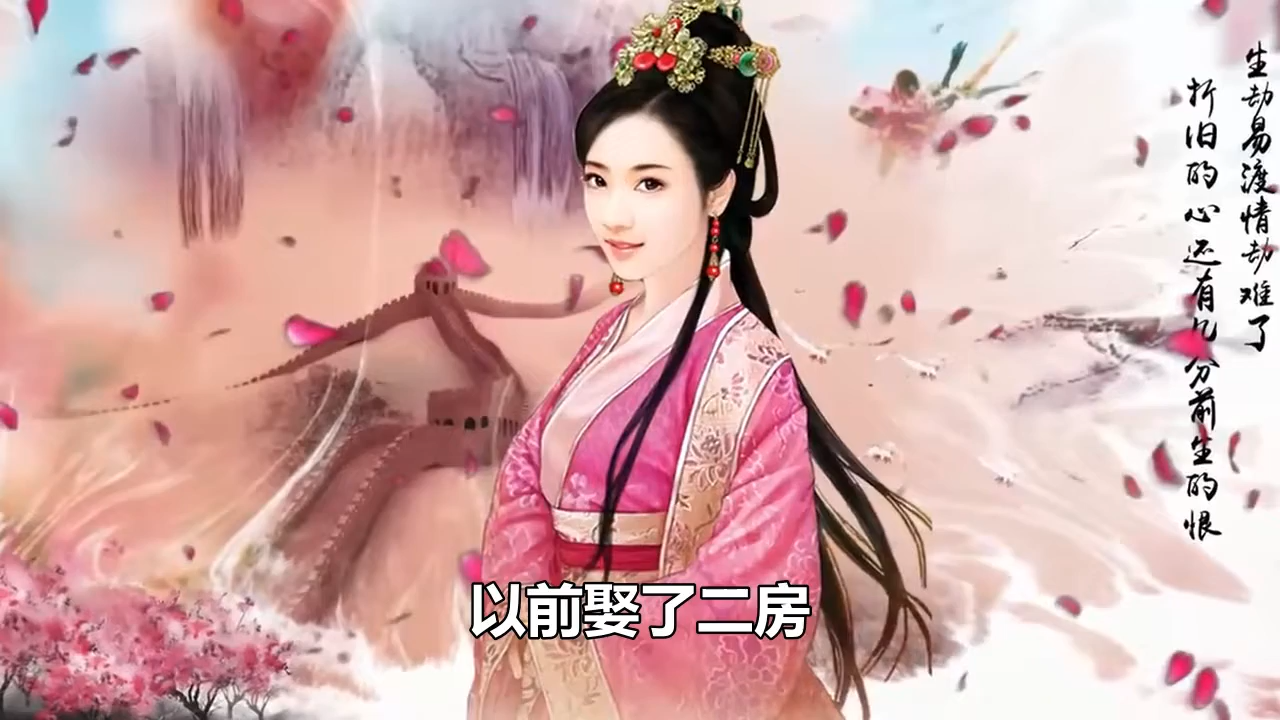 生劫易渡情劫难了
折旧的心还有几分前生的恨
以前娶了二房